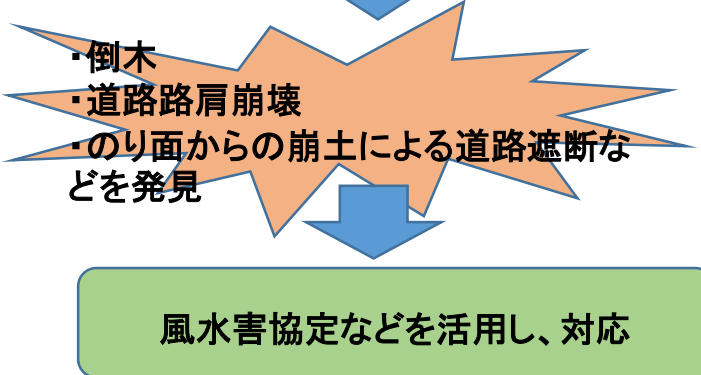 ・倒木
・道路路肩崩壊
・のり面からの崩土による道路遮断な
どを発見
風水害協定などを活用し、対応